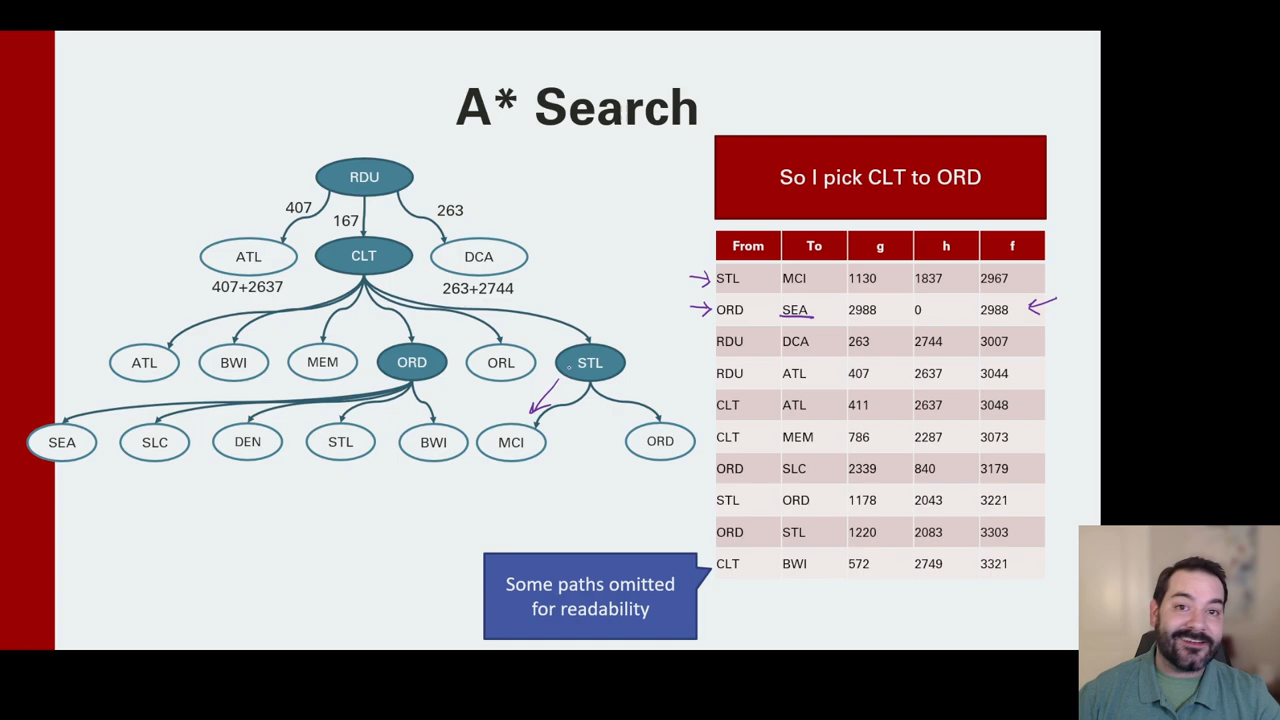 A* Search
RDU
407
167
263
ATL
CLT
DCA
407+2637
263+2744
ATL
BWI
MEM
ORD
ORL
STL
SEA
SLC
DEN
STL
BWI
MCI
ORD
So I pick CLT to ORD
From To g h f
STL MCI 1130 1837 2967
ORD SEA 2988 0 2988
RDU DCA 263 2744 3007
RDU ATL 407 2637 3044
CLT ATL 411 2637 3048
CLT MEM 786 2287 3073
ORD SLC 2339 840 3179
STL ORD 1178 2043 3221
ORD STL 1220 2083 3303
CLT BWI 572 2749 3321
Some paths omitted
for readability